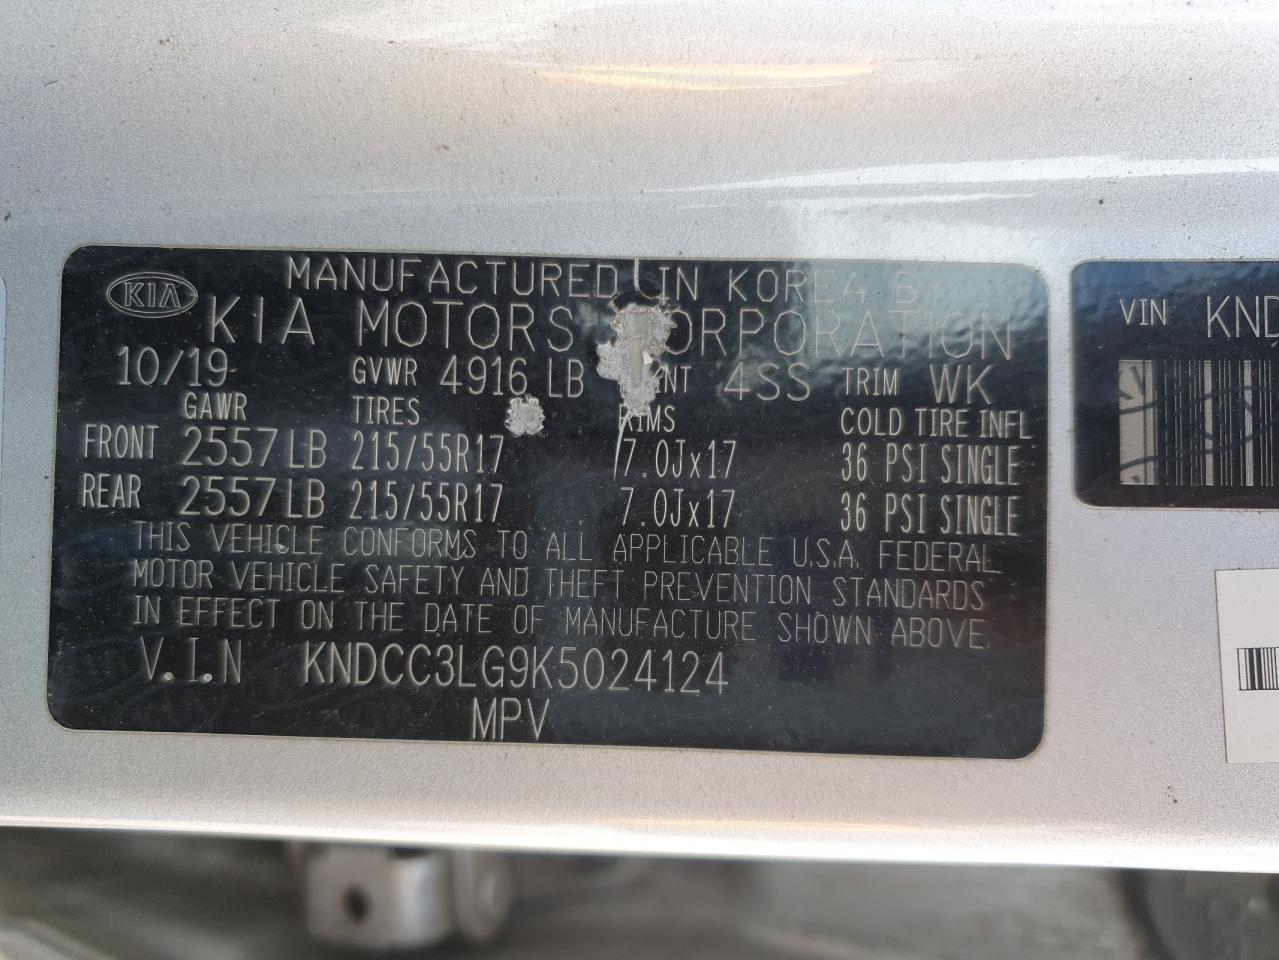 KIA
MANUFACTURED IN KOREA BY
KIA MOTORS CORPORATION
10/19 GVWR 4916 LB 4SS TRIM WK
GAWR TIRES RIMS COLD TIRE INFL
FRONT 2557 LB 215/55R17 7.0Jx17 36 PSI SINGLE
REAR 2557 LB 215/55R17 7.0Jx17 36 PSI SINGLE
THIS VEHICLE CONFORMS TO ALL APPLICABLE U.S.A. FEDERAL
MOTOR VEHICLE SAFETY AND THEFT PREVENTION STANDARDS
IN EFFECT ON THE DATE OF MANUFACTURE SHOWN ABOVE.
V.I.N KNDCC3LG9K5024124
MPV
VIN KND